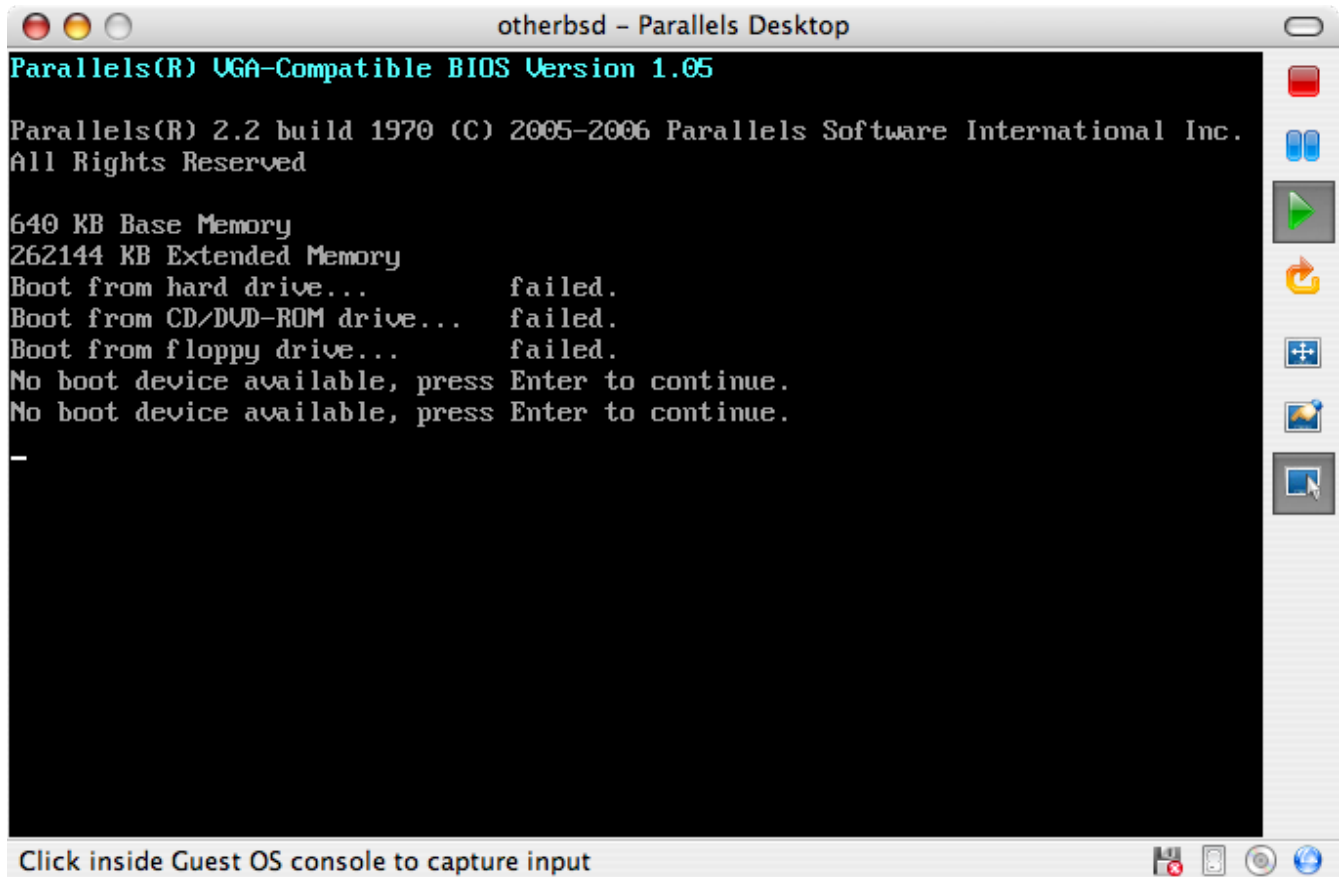 otherbsd – Parallels Desktop
Parallels(R) VGA-Compatible BIOS Version 1.05
Parallels(R) 2.2 build 1970 (C) 2005-2006 Parallels Software International Inc.
All Rights Reserved
640 KB Base Memory
262144 KB Extended Memory
Boot from hard drive... failed.
Boot from CD/DVD-ROM drive... failed.
Boot from floppy drive... failed.
No boot device available, press Enter to continue.
No boot device available, press Enter to continue.
Click inside Guest OS console to capture input